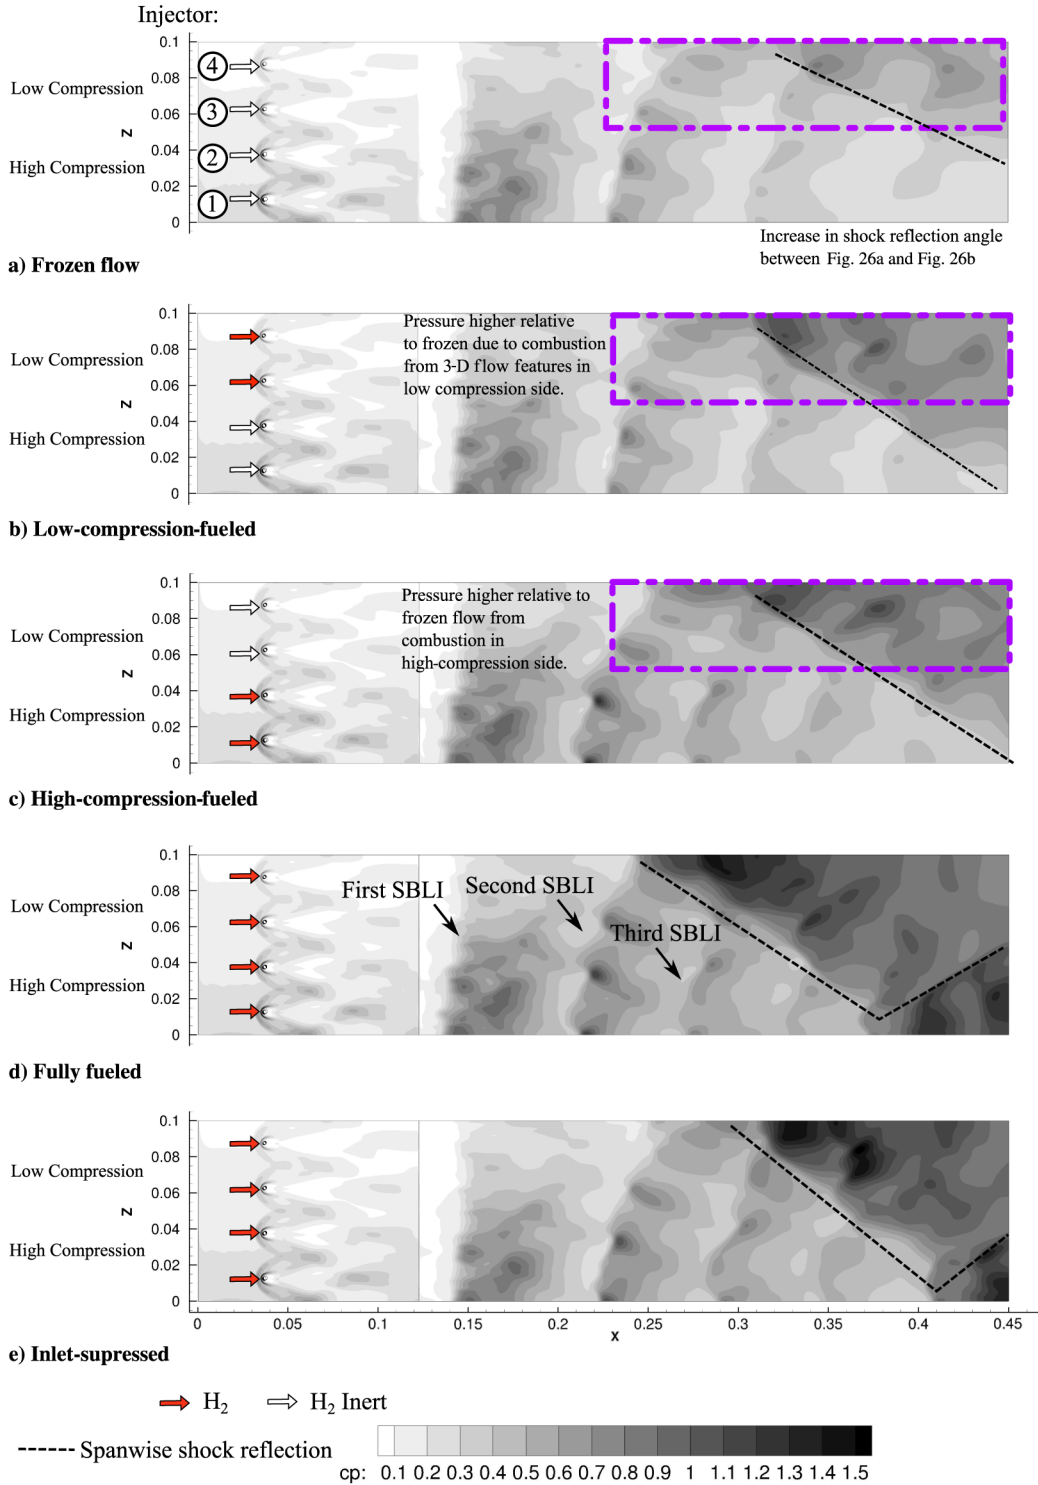 Injector:
0.1
④
0.08
Low Compression
③
0.06
z
0.04
②
High Compression
0.02
①
0
Increase in shock reflection angle
between Fig. 26a and Fig. 26b
a) Frozen flow
0.1
Pressure higher relative
to frozen due to combustion
from 3-D flow features in
low compression side.
0.08
Low Compression
0.06
z
0.04
High Compression
0.02
0
b) Low-compression-fueled
0.1
Pressure higher relative to
frozen flow from
combustion in
high-compression side.
0.08
Low Compression
0.06
z
0.04
High Compression
0.02
0
c) High-compression-fueled
0.1
0.08
First SBLI
Second SBLI
Third SBLI
Low Compression
0.06
z
0.04
High Compression
0.02
0
d) Fully fueled
0.1
0.08
Low Compression
0.06
z
0.04
High Compression
0.02
0
0 0.05 0.1 0.15 0.2 0.25 0.3 0.35 0.4 0.45
x
e) Inlet-supressed
H₂ H₂ Inert
Spanwise shock reflection
cp: 0.1 0.2 0.3 0.4 0.5 0.6 0.7 0.8 0.9 1 1.1 1.2 1.3 1.4 1.5